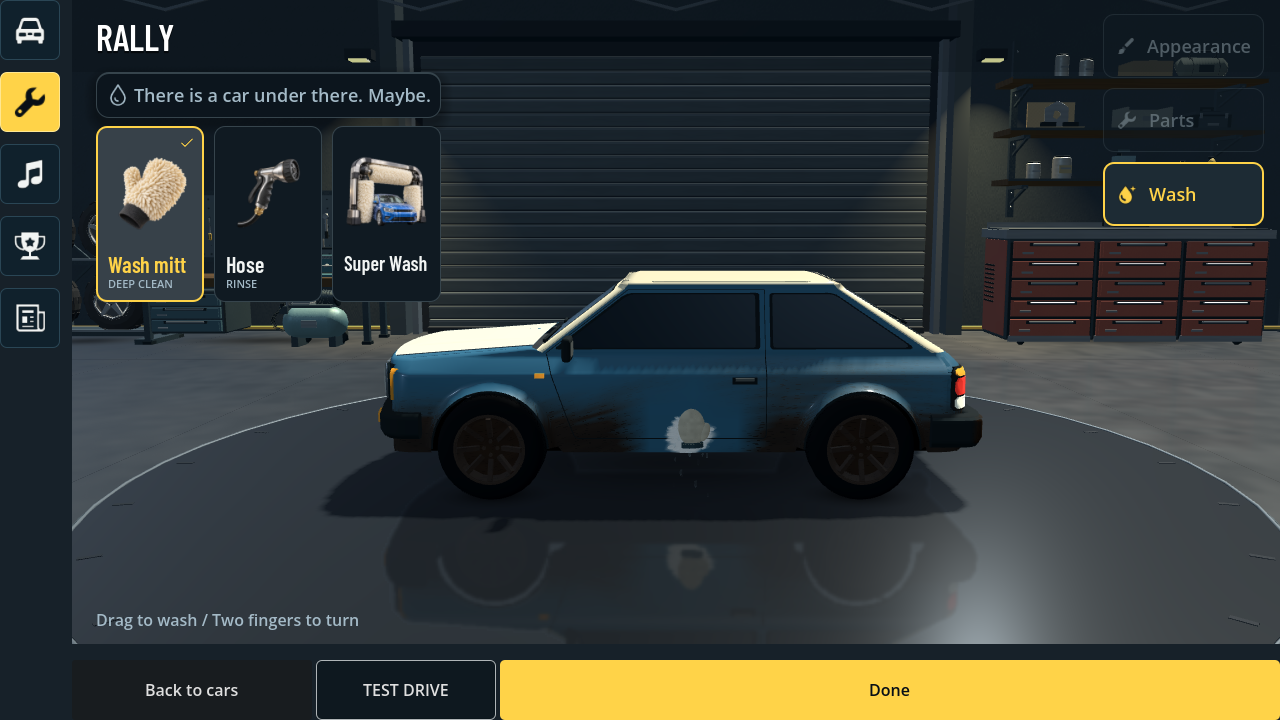 RALLY
There is a car under there. Maybe.
Wash mitt
DEEP CLEAN
Hose
RINSE
Super Wash
Appearance
Parts
Wash
Drag to wash / Two fingers to turn
Back to cars
TEST DRIVE
Done